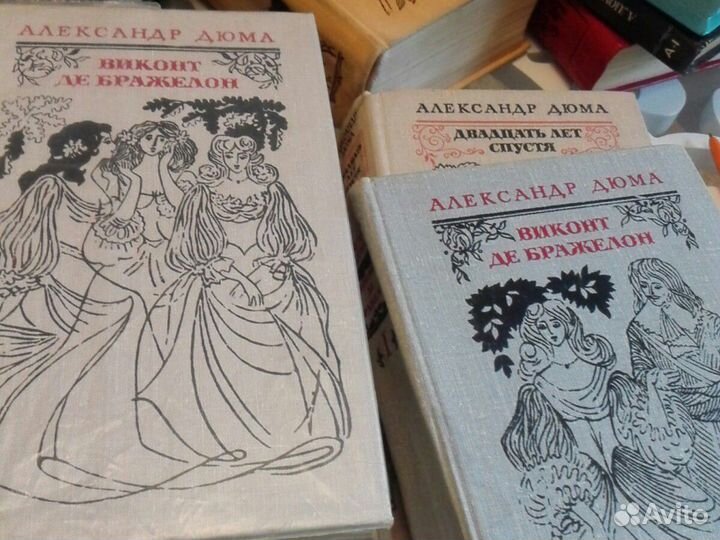 АЛЕКСАНДР ДЮМА
ВИКОНТ
ДЕ БРАЖЕЛОН
АЛЕКСАНДР ДЮМА
ДВАДЦАТЬ ЛЕТ
СПУСТЯ
АЛЕКСАНДР ДЮМА
ВИКОНТ
ДЕ БРАЖЕЛОН
А-Г
Avito